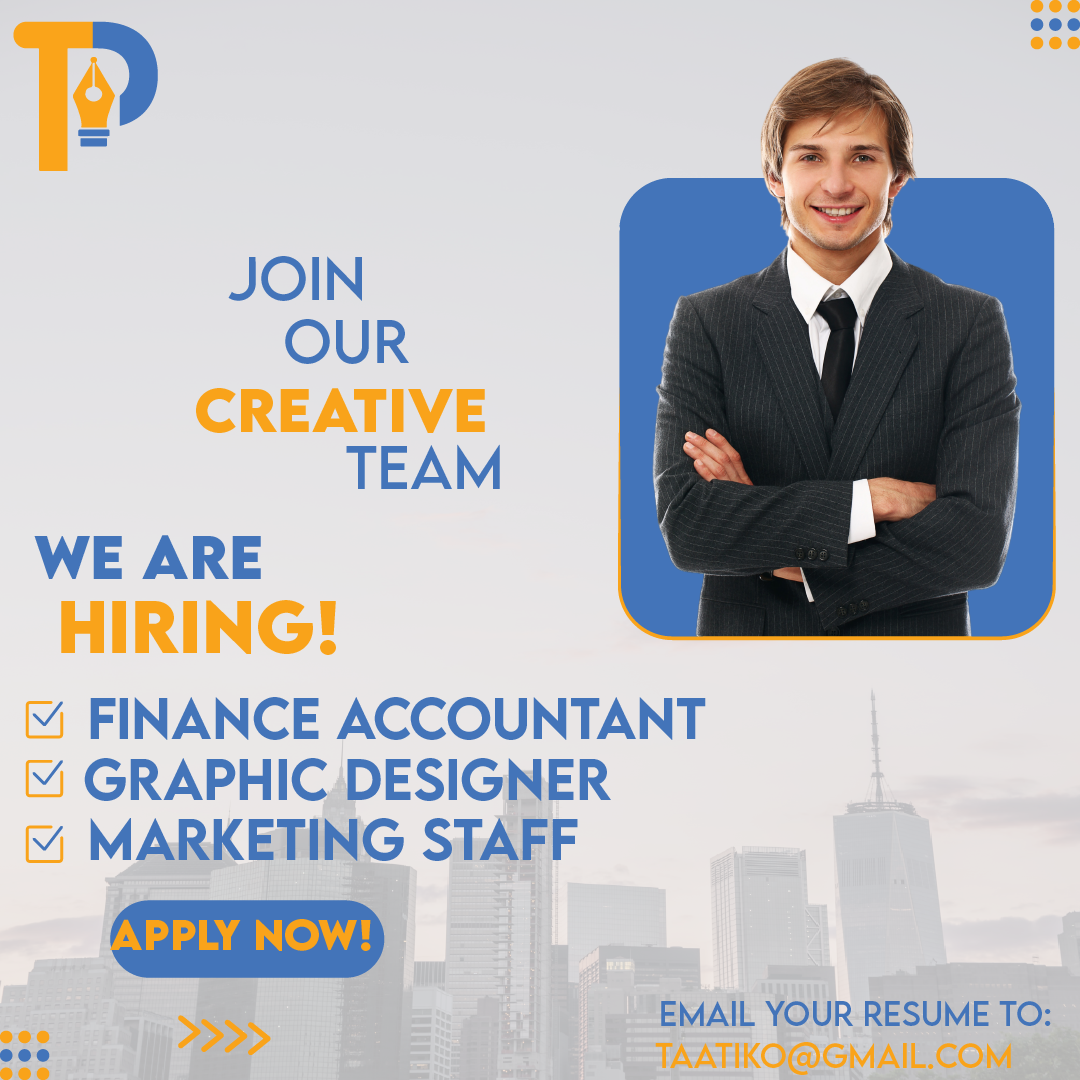 TP
JOIN
OUR
CREATIVE
TEAM
WE ARE
HIRING!
FINANCE ACCOUNTANT
GRAPHIC DESIGNER
MARKETING STAFF
APPLY NOW!
EMAIL YOUR RESUME TO:
TAATIKO@GMAIL.COM